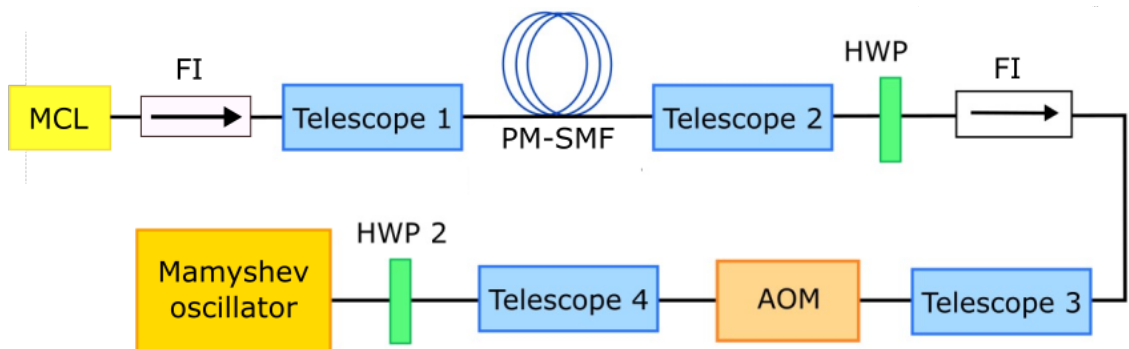 MCL
FI
Telescope 1
PM-SMF
Telescope 2
HWP
FI
Mamyshev
oscillator
HWP 2
Telescope 4
AOM
Telescope 3